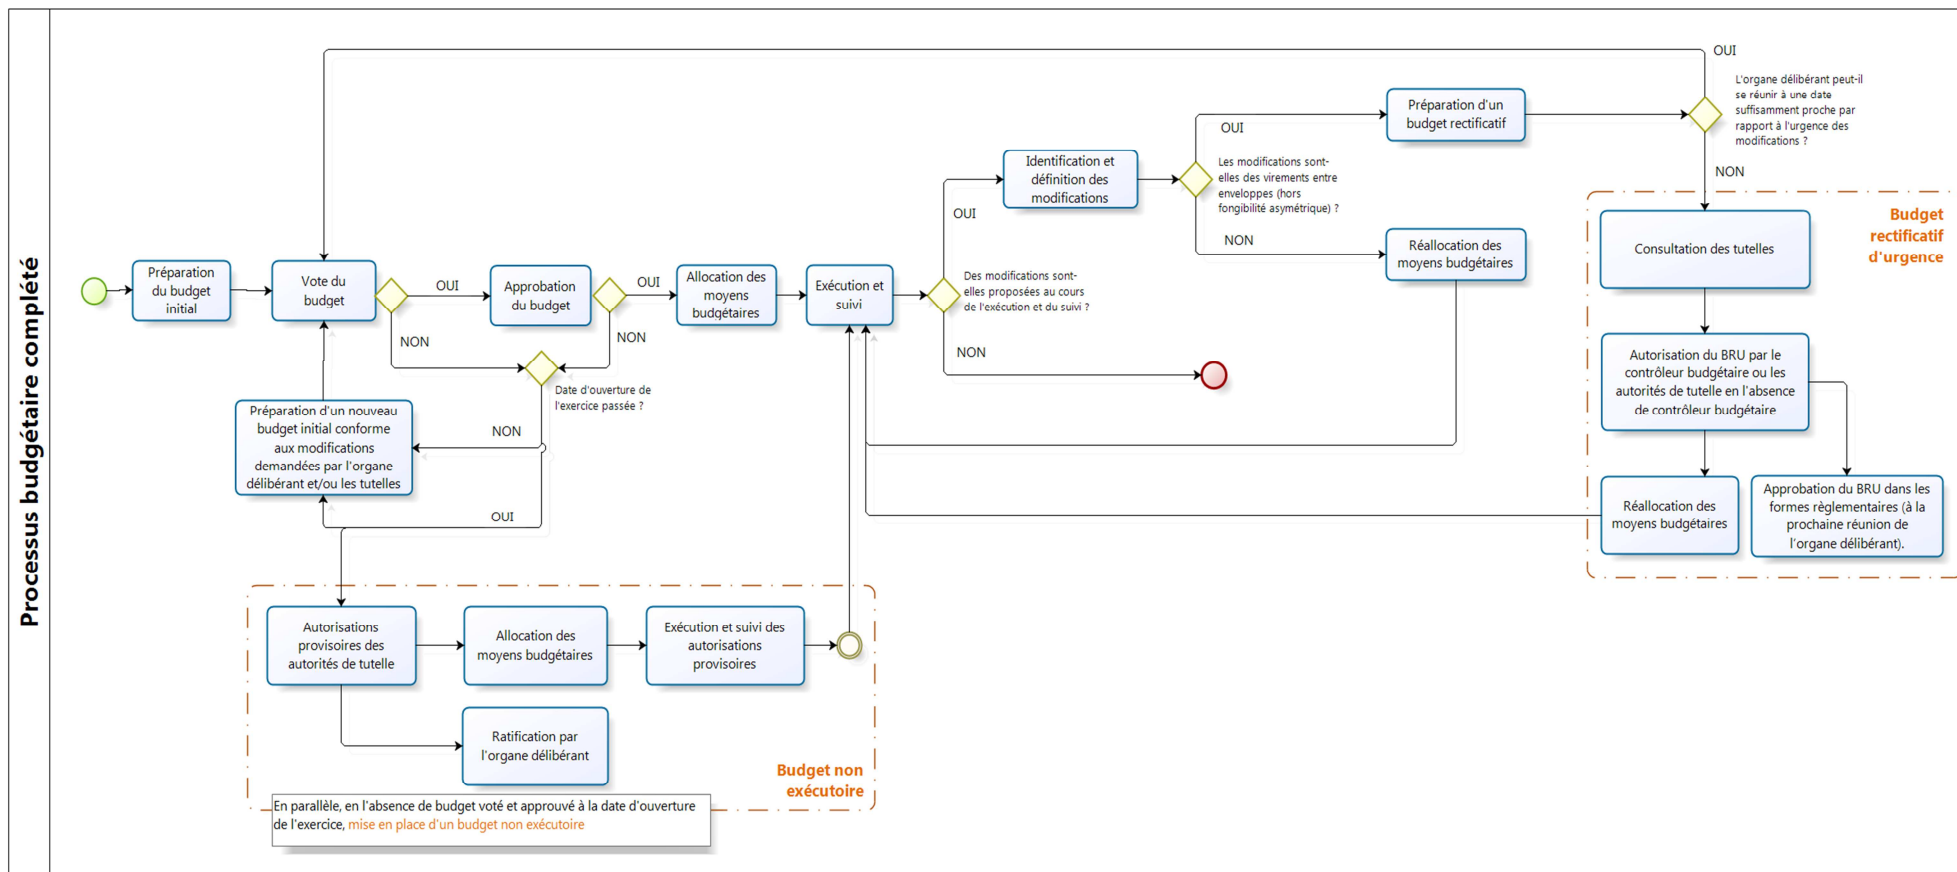 Processus budgétaire complété
OUI
L'organe délibérant peut-il
se réunir à une date
suffisamment proche par
rapport à l'urgence des
modifications ?
NON
Préparation d'un
budget rectificatif
OUI
Les modifications sont-
elles des virements entre
enveloppes (hors
fongibilité asymétrique) ?
NON
Identification et
définition des
modifications
Réallocation des
moyens budgétaires
OUI
Des modifications sont-
elles proposées au cours
de l'exécution et du suivi ?
NON
Préparation
du budget
initial
Vote du
budget
OUI
NON
Approbation
du budget
OUI
NON
Allocation des
moyens
budgétaires
Exécution et
suivi
Date d'ouverture de
l'exercice passée ?
NON
OUI
Préparation d'un nouveau
budget initial conforme
aux modifications
demandées par l'organe
délibérant et/ou les tutelles
Budget
rectificatif
d'urgence
Consultation des tutelles
Autorisation du BRU par le
contrôleur budgétaire ou les
autorités de tutelle en l'absence
de contrôleur budgétaire
Réallocation des
moyens budgétaires
Approbation du BRU dans les
formes règlementaires (à la
prochaine réunion de
l'organe délibérant).
Autorisations
provisoires des
autorités de tutelle
Allocation des
moyens budgétaires
Exécution et suivi des
autorisations
provisoires
Ratification par
l'organe délibérant
Budget non
exécutoire
En parallèle, en l'absence de budget voté et approuvé à la date d'ouverture
de l'exercice, mise en place d'un budget non exécutoire